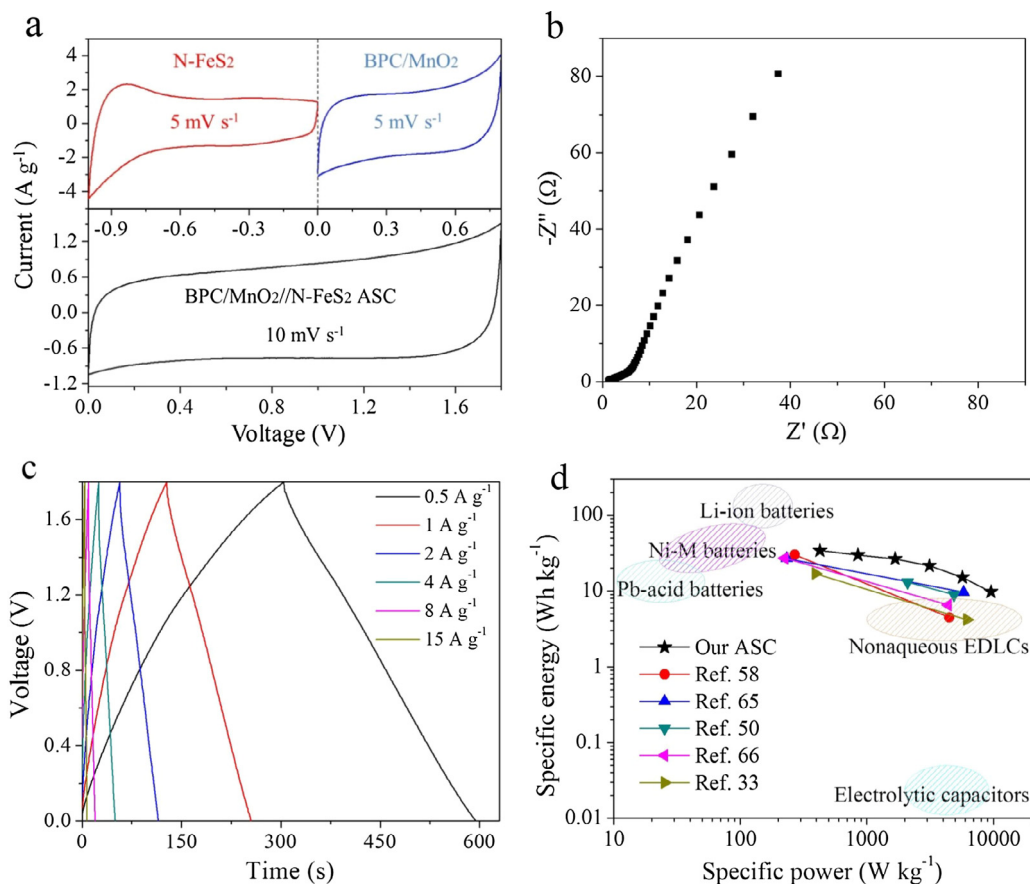 a
4
2
0
-2
-4
N-FeS2
BPC/MnO2
5 mV s-1
5 mV s-1
-0.9
-0.6
-0.3
0.0
0.3
0.6
0.9
1.2
1.5
1.2
0.6
0.0
-0.6
-1.2
BPC/MnO2//N-FeS2 ASC
10 mV s-1
0.0
0.4
0.8
1.2
1.6
Current (A g-1)
Voltage (V)
b
80
60
40
20
0
0
20
40
60
80
-Z'' (Ω)
Z' (Ω)
c
1.6
1.2
0.8
0.4
0.0
0
150
300
450
600
0.5 A g-1
1 A g-1
2 A g-1
4 A g-1
8 A g-1
15 A g-1
Voltage (V)
Time (s)
d
100
10
1
0.1
0.01
10
100
1000
10000
Li-ion batteries
Ni-M batteries
Pb-acid batteries
Nonaqueous EDLCs
Our ASC
Ref. 58
Ref. 65
Ref. 50
Ref. 66
Ref. 33
Electrolytic capacitors
Specific energy (Wh kg-1)
Specific power (W kg-1)